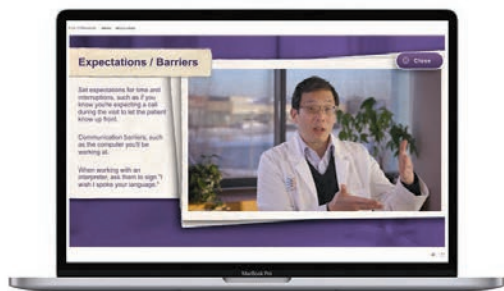 Expectations / Barriers
Close
Set expectations for time and
interruptions, such as if you
know you're expecting a call
during the visit to let the patient
know up front.
Communication barriers, such
as the computer you'll be
working at.
When working with an
interpreter, ask them to sign "I
wish I spoke your language."
MacBook Pro